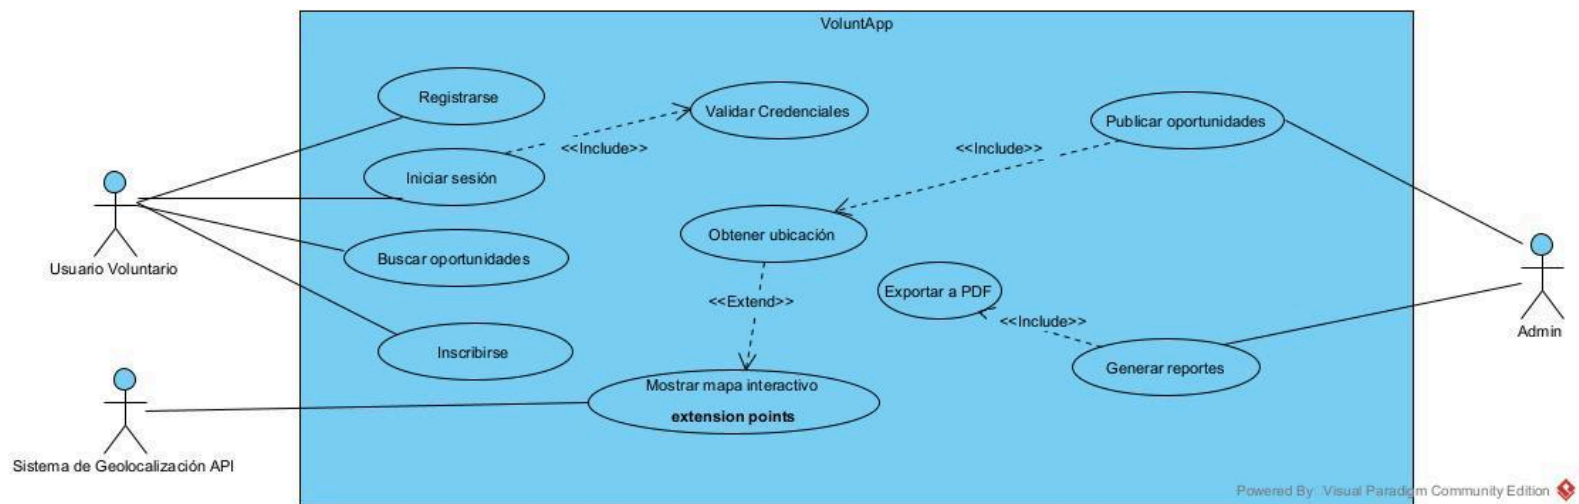 VoluntApp
Registrarse
Validar Credenciales
Publicar oportunidades
<<Include>>
<<Include>>
Iniciar sesión
Obtener ubicación
Buscar oportunidades
Usuario Voluntario
Exportar a PDF
<<Extend>>
<<Include>>
Admin
Inscribirse
Generar reportes
Mostrar mapa interactivo
extension points
Sistema de Geolocalización API
Powered By Visual Paradigm Community Edition